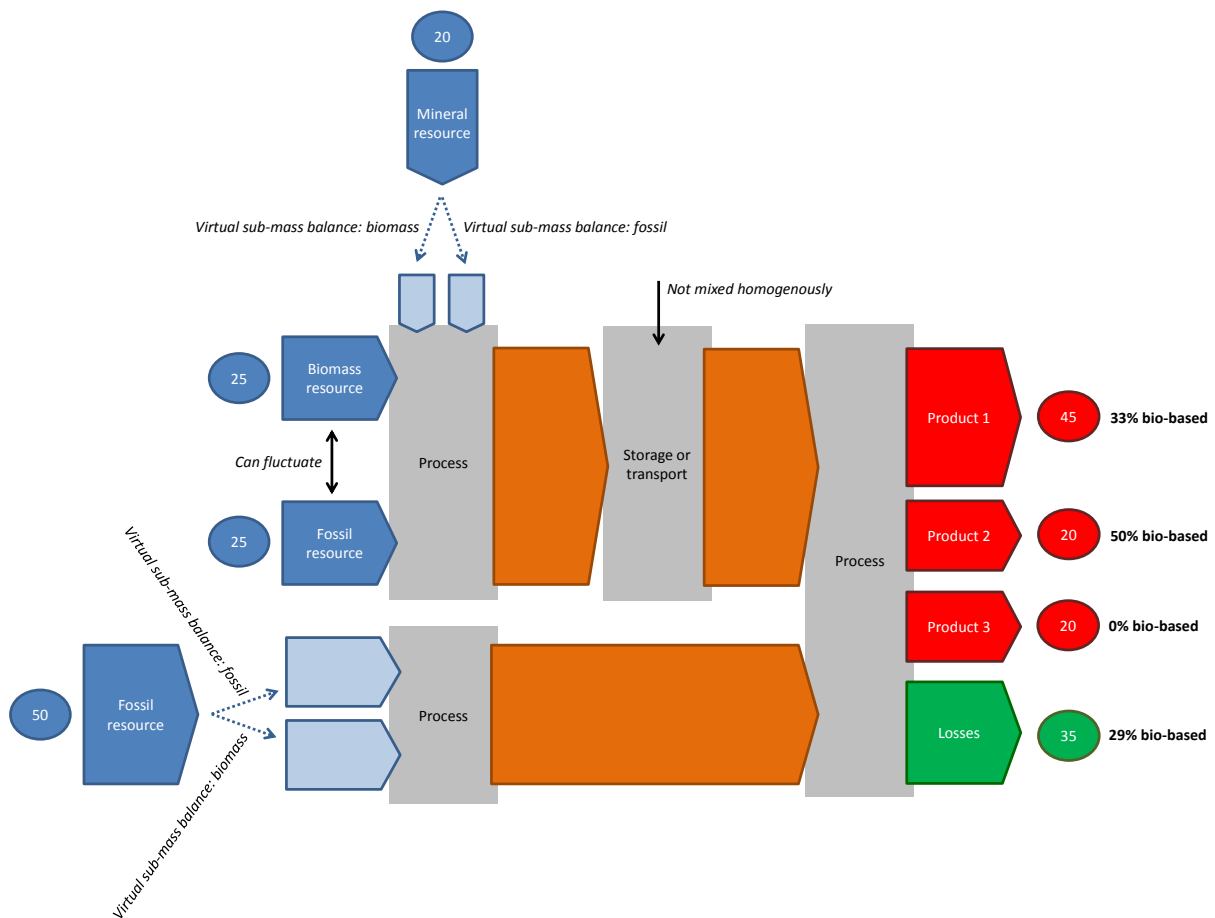 20
Mineral
resource
Virtual sub-mass balance: biomass
Virtual sub-mass balance: fossil
Not mixed homogenously
25
Biomass
resource
Can fluctuate
Process
Storage or
transport
Product 1
45
33% bio-based
25
Fossil
resource
Process
Product 2
20
50% bio-based
Product 3
20
0% bio-based
Virtual sub-mass balance: fossil
50
Fossil
resource
Process
Losses
35
29% bio-based
Virtual sub-mass balance: biomass